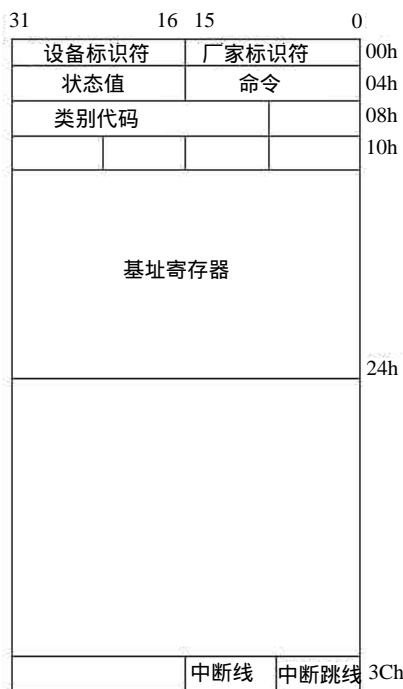 31 16 15 0
设备标识符 厂家标识符 00h
状态值 命令 04h
类别代码 08h
10h
基址寄存器
24h
中断线 中断跳线 3Ch